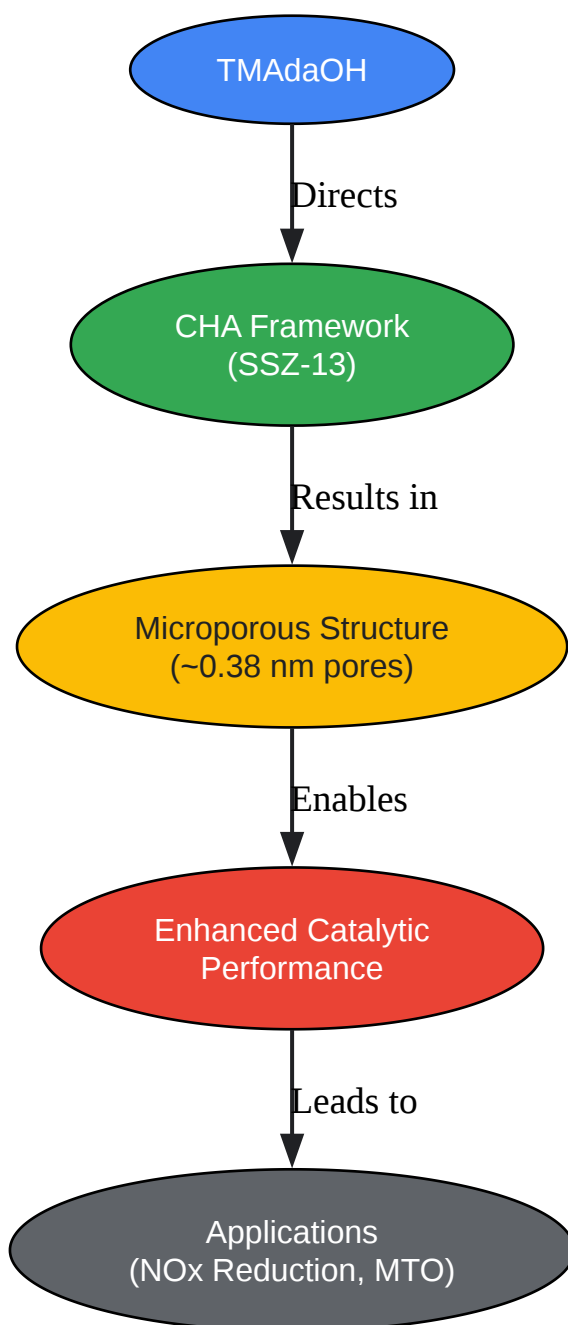 TMAdaOH
Directs
CHA Framework
(SSZ-13)
Results in
Microporous Structure
(~0.38 nm pores)
Enables
Enhanced Catalytic
Performance
Leads to
Applications
(NOx Reduction, MTO)